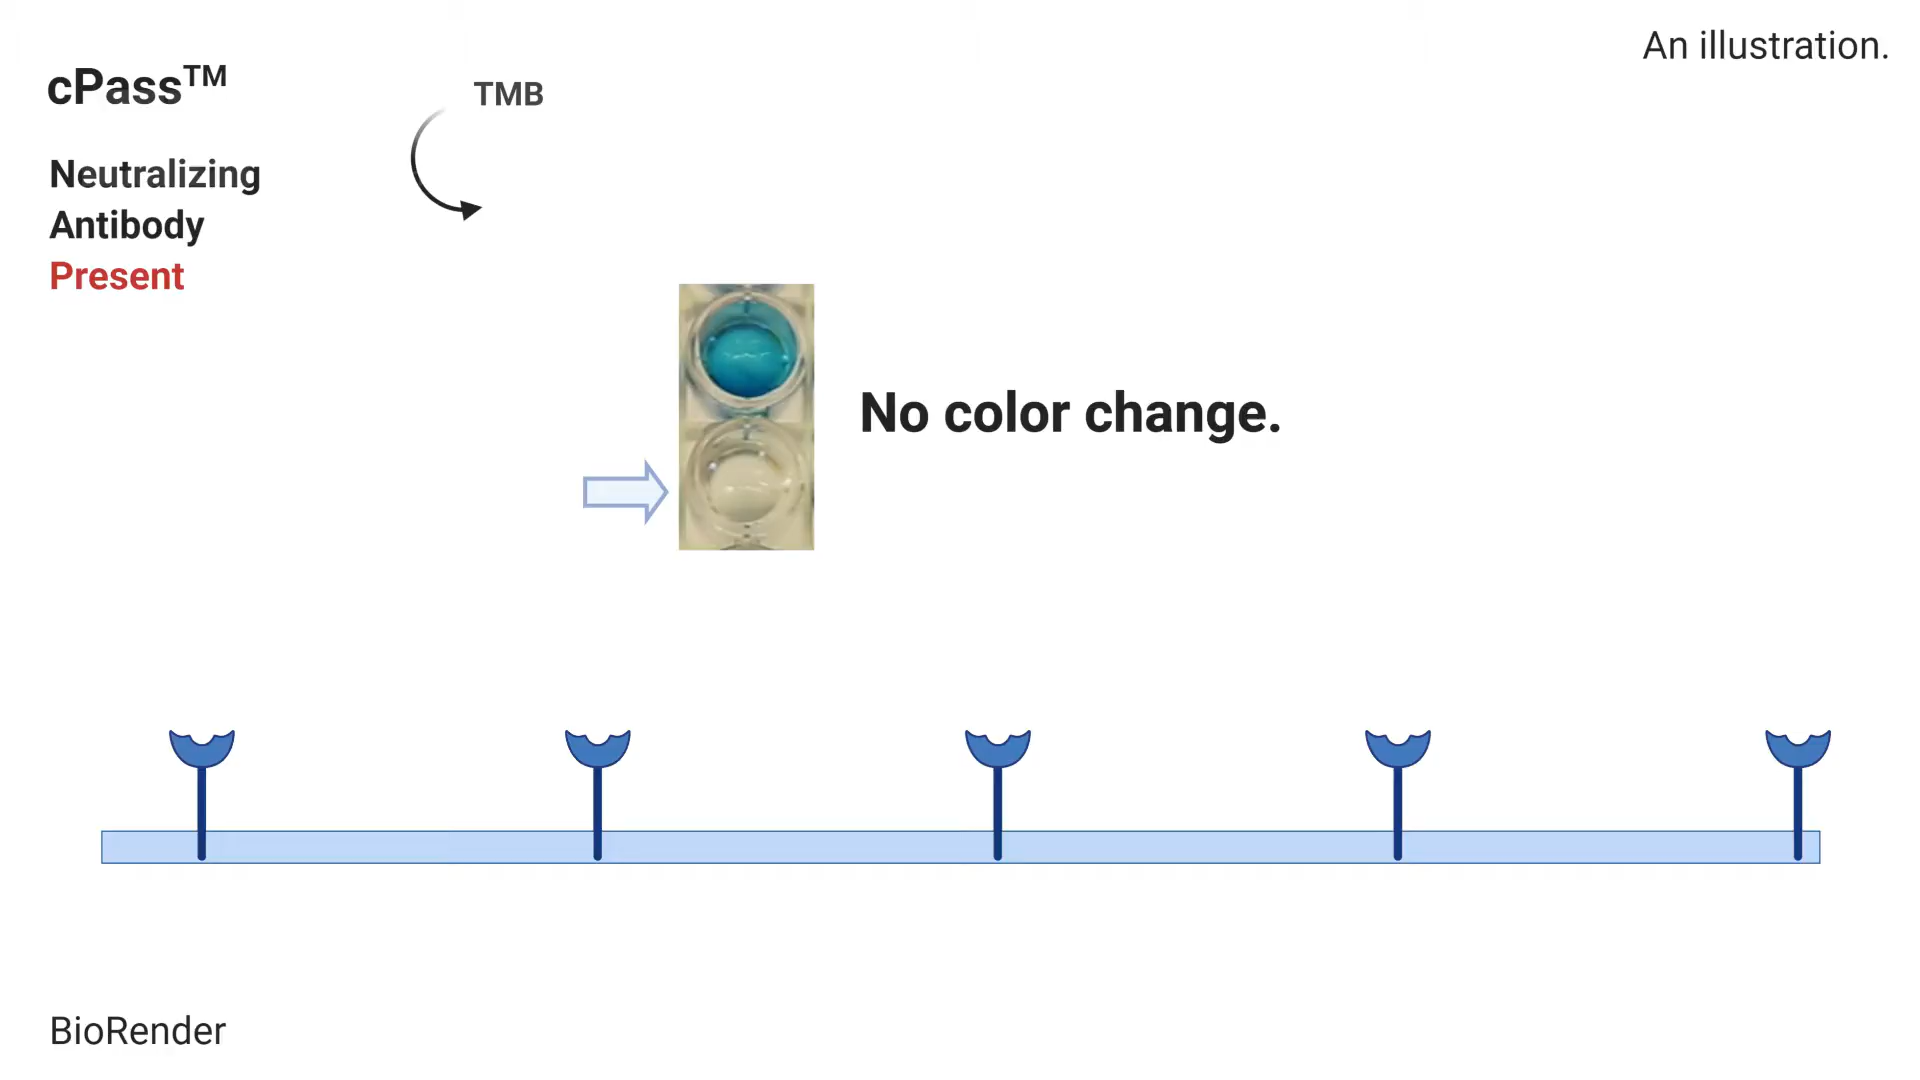 An illustration.
cPass™
TMB
Neutralizing
Antibody
Present
No color change.
BioRender